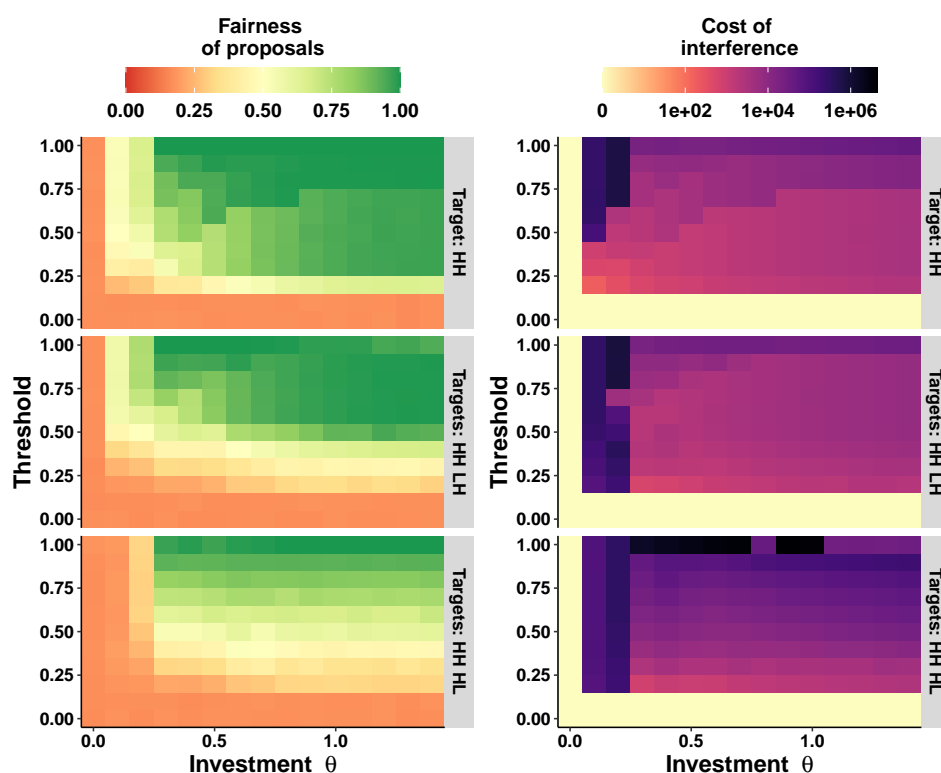 Fairness
of proposals
0.00 0.25 0.50 0.75 1.00
Cost of
interference
0 1e+02 1e+04 1e+06
Threshold
1.00
0.75
0.50
0.25
0.00
Target: HH
1.00
0.75
0.50
0.25
0.00
Targets: HH LH
1.00
0.75
0.50
0.25
0.00
Targets: HH HL
0.0 0.5 1.0
Investment θ
Threshold
1.00
0.75
0.50
0.25
0.00
Target: HH
1.00
0.75
0.50
0.25
0.00
Targets: HH LH
1.00
0.75
0.50
0.25
0.00
Targets: HH HL
0.0 0.5 1.0
Investment θ